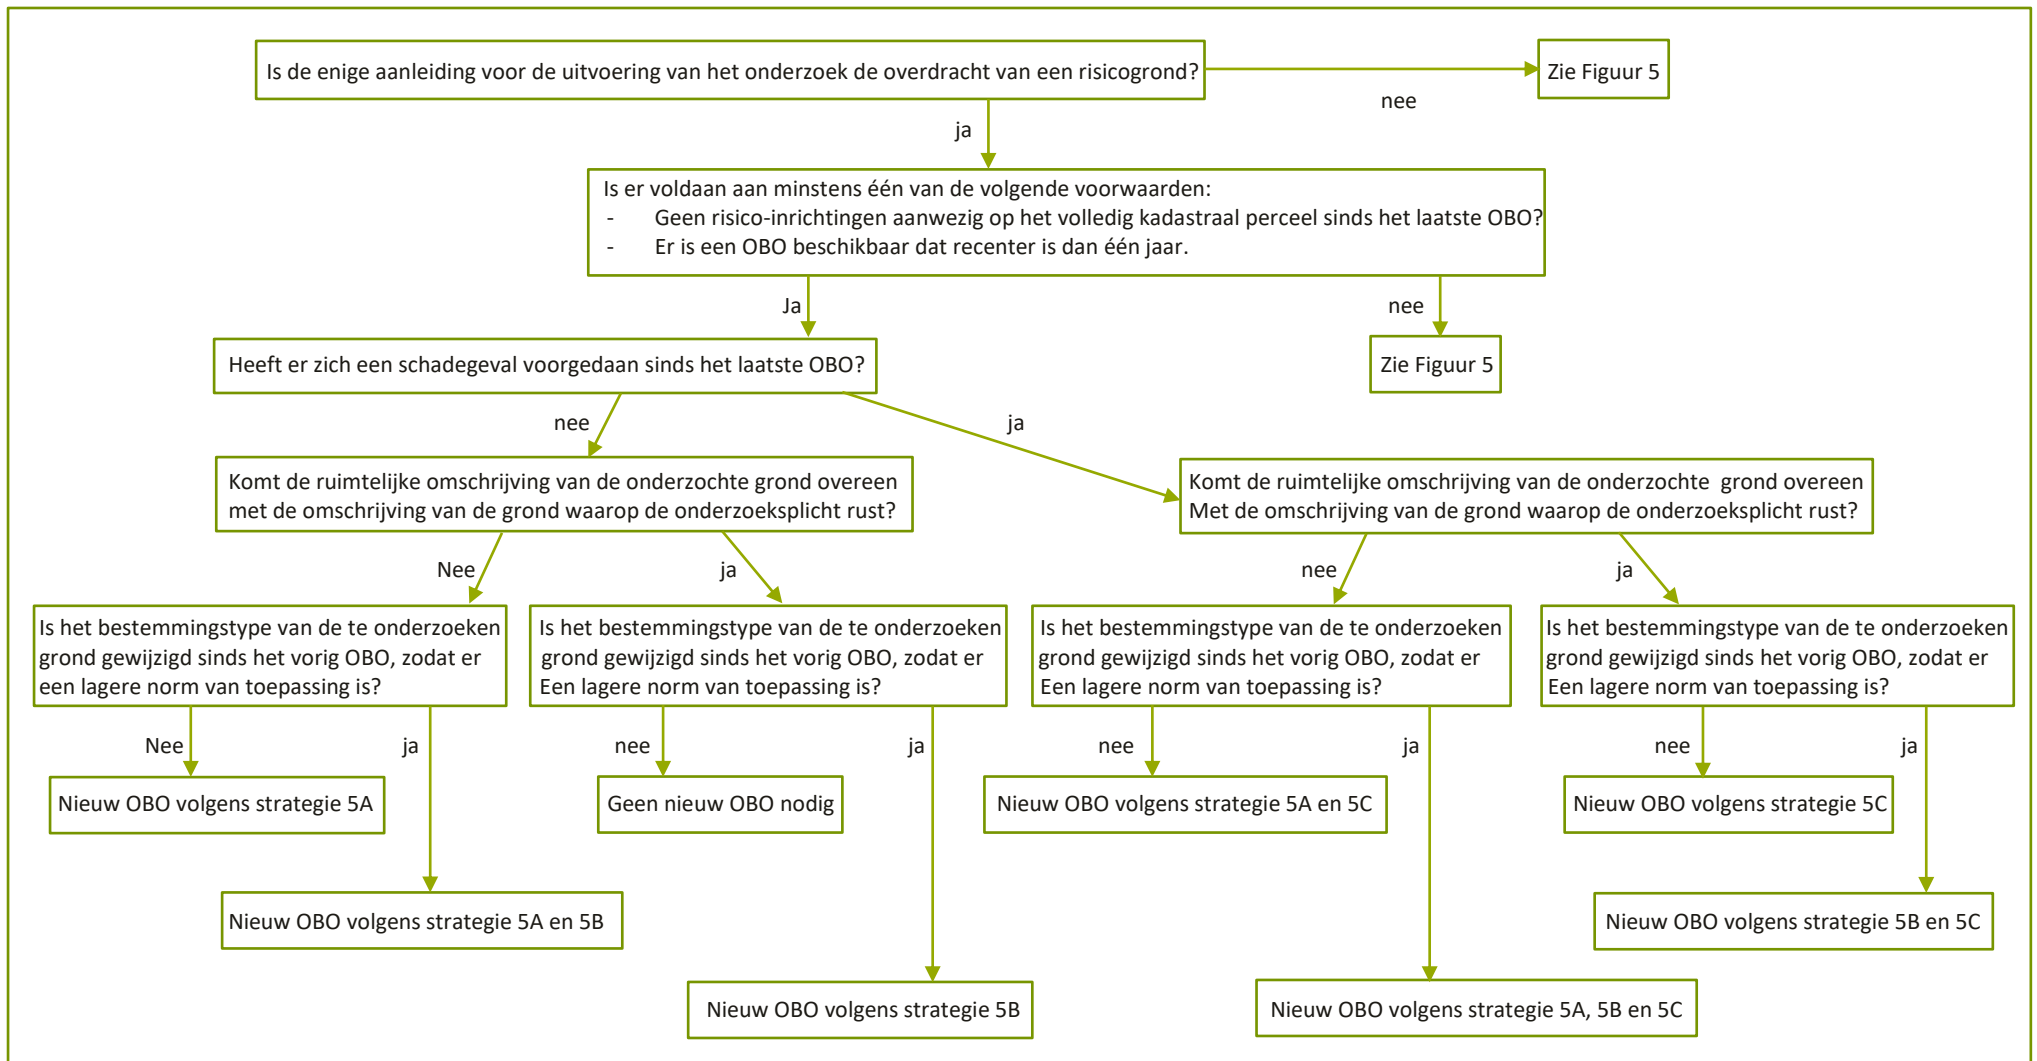 Is de enige aanleiding voor de uitvoering van het onderzoek de overdracht van een risicogrond?
Zie Figuur 5
nee
ja
Is er voldaan aan minstens één van de volgende voorwaarden:
- Geen risico-inrichtingen aanwezig op het volledig kadastraal perceel sinds het laatste OBO?
- Er is een OBO beschikbaar dat recenter is dan één jaar.
Ja
nee
Heeft er zich een schadegeval voorgedaan sinds het laatste OBO?
Zie Figuur 5
nee
ja
Komt de ruimtelijke omschrijving van de onderzochte grond overeen
met de omschrijving van de grond waarop de onderzoeksplicht rust?
Komt de ruimtelijke omschrijving van de onderzochte grond overeen
Met de omschrijving van de grond waarop de onderzoeksplicht rust?
Nee
ja
nee
ja
Is het bestemmingstype van de te onderzoeken
grond gewijzigd sinds het vorig OBO, zodat er
een lagere norm van toepassing is?
Is het bestemmingstype van de te onderzoeken
grond gewijzigd sinds het vorig OBO, zodat er
Een lagere norm van toepassing is?
Is het bestemmingstype van de te onderzoeken
grond gewijzigd sinds het vorig OBO, zodat er
Een lagere norm van toepassing is?
Is het bestemmingstype van de te onderzoeken
grond gewijzigd sinds het vorig OBO, zodat er
Een lagere norm van toepassing is?
Nee
ja
nee
ja
nee
ja
nee
ja
Nieuw OBO volgens strategie 5A
Geen nieuw OBO nodig
Nieuw OBO volgens strategie 5A en 5C
Nieuw OBO volgens strategie 5C
Nieuw OBO volgens strategie 5A en 5B
Nieuw OBO volgens strategie 5B en 5C
Nieuw OBO volgens strategie 5B
Nieuw OBO volgens strategie 5A, 5B en 5C